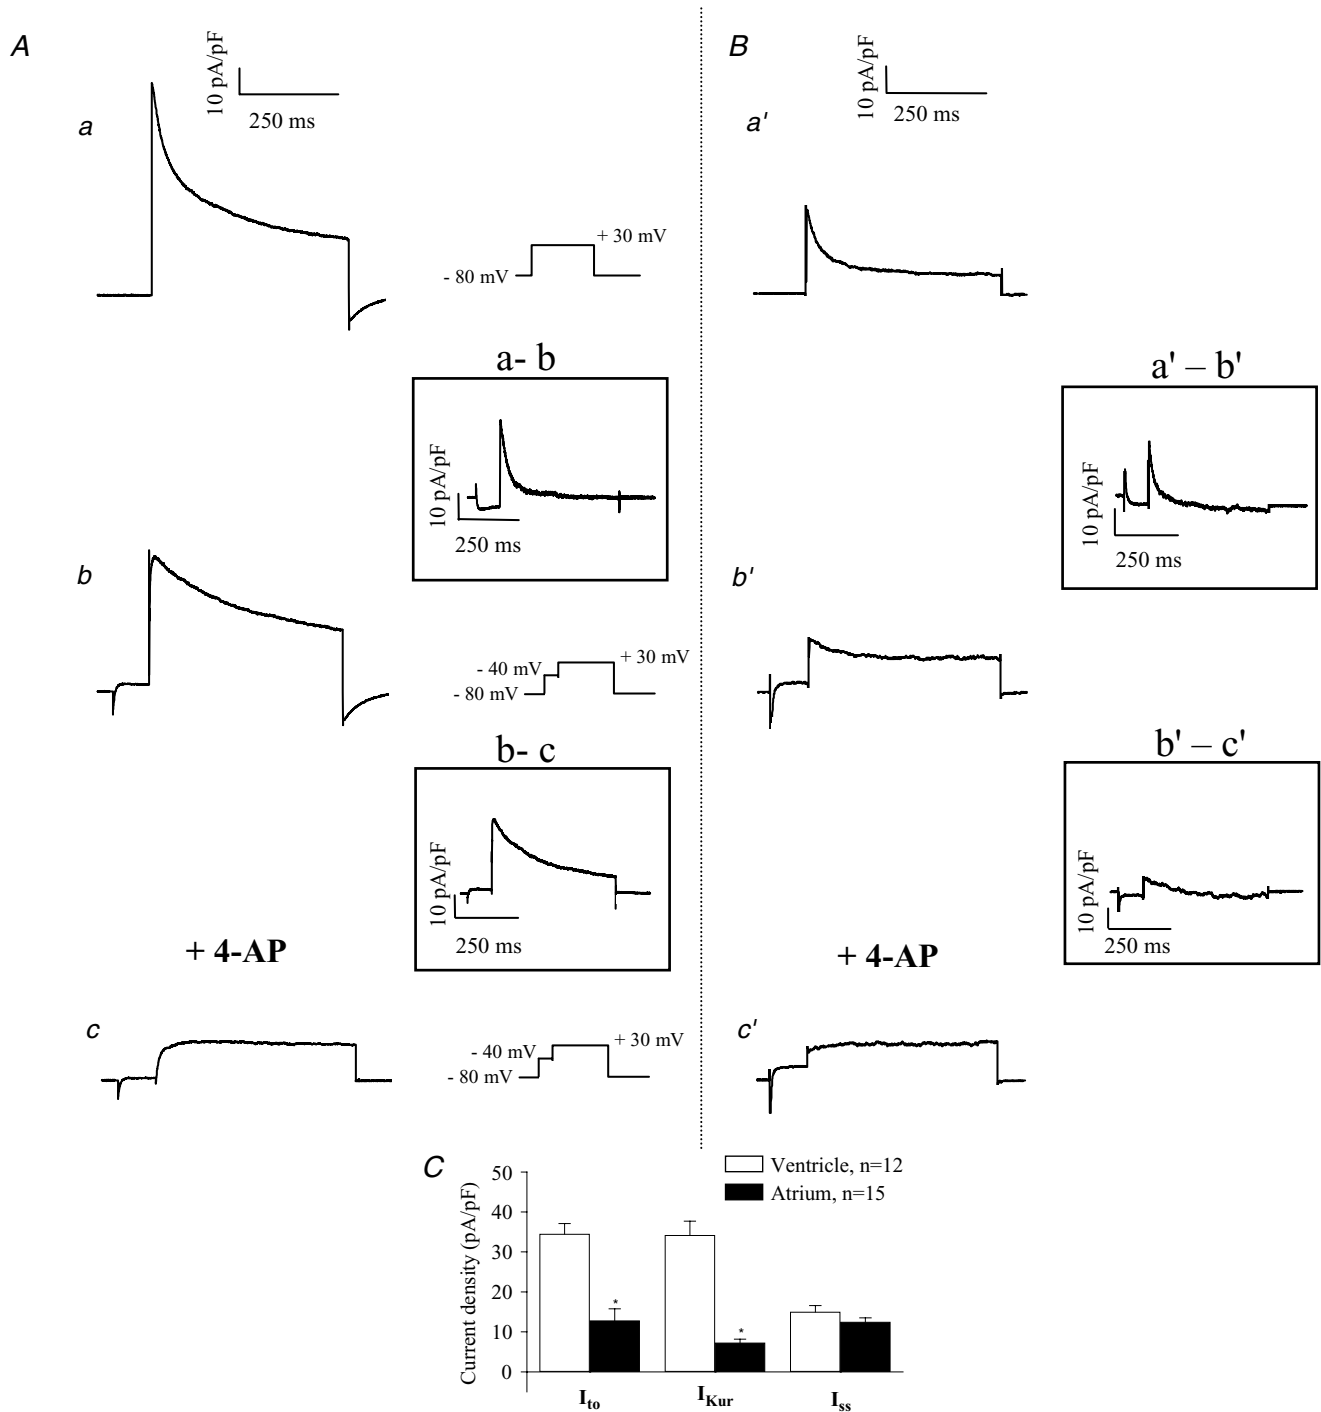 A
10 pA/pF
250 ms
a
+ 30 mV
- 80 mV
a- b
10 pA/pF
250 ms
b
+ 30 mV
- 40 mV
- 80 mV
b- c
10 pA/pF
250 ms
+ 4-AP
c
+ 30 mV
- 40 mV
- 80 mV
B
10 pA/pF
250 ms
a'
a' – b'
10 pA/pF
250 ms
b'
b' – c'
10 pA/pF
250 ms
+ 4-AP
c'
C
Ventricle, n=12
Atrium, n=15
Current density (pA/pF)
50
40
30
20
10
0
*
*
Ito
IKur
Iss